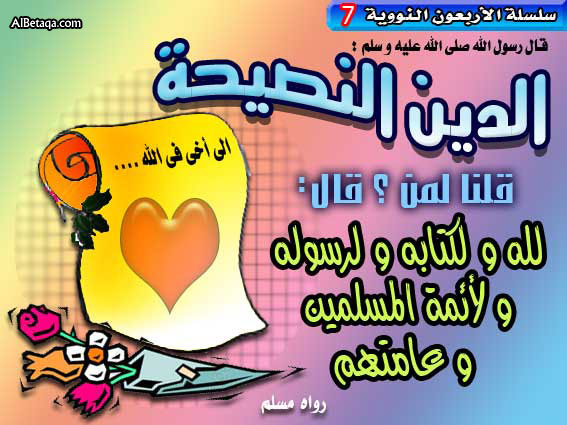 AlBetaqa.com
سلسلة الأربعون النووية 7
قال رسول الله صلى الله عليه و سلم :
الدين النصيحة
الى أخى فى الله ....
قلنا لمن ؟ قال:
لله و لكتابه و لرسوله
و لأئمة المسلمين
و عامتهم
رواه مسلم